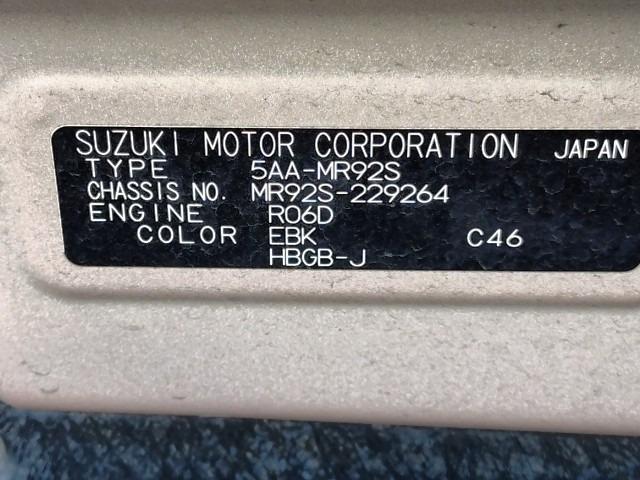 SUZUKI MOTOR CORPORATION JAPAN
TYPE 5AA-MR92S
CHASSIS NO. MR92S-229264
ENGINE R06D
COLOR EBK C46
HBGB-J